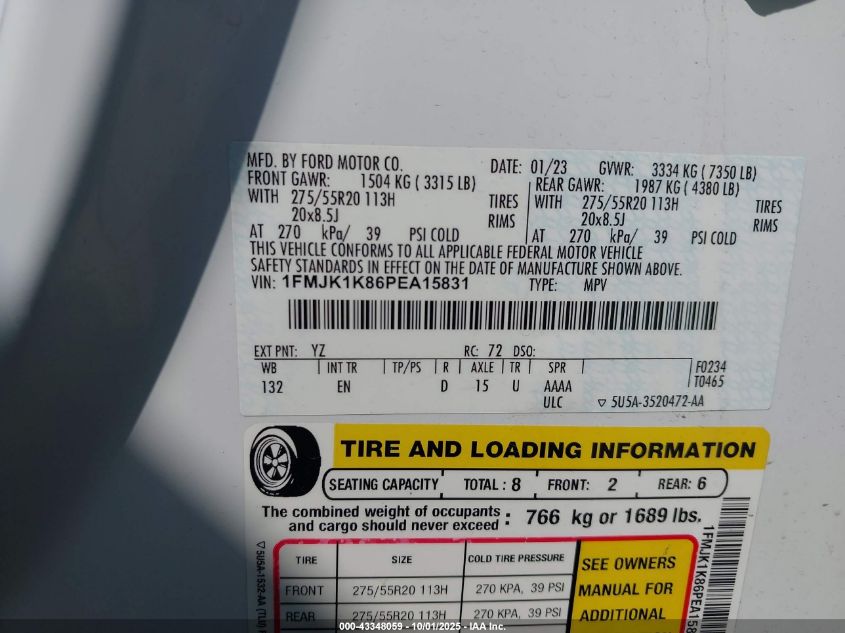 MFD. BY FORD MOTOR CO.
DATE: 01/23 GVWR: 3334 KG ( 7350 LB)
FRONT GAWR: 1504 KG ( 3315 LB)
WITH 275/55R20 113H TIRES
20x8.5J RIMS
AT 270 kPa/ 39 PSI COLD
REAR GAWR: 1987 KG ( 4380 LB)
WITH 275/55R20 113H TIRES
20x8.5J RIMS
AT 270 kPa/ 39 PSI COLD
THIS VEHICLE CONFORMS TO ALL APPLICABLE FEDERAL MOTOR VEHICLE
SAFETY STANDARDS IN EFFECT ON THE DATE OF MANUFACTURE SHOWN ABOVE.
VIN: 1FMJK1K86PEA15831 TYPE: MPV
EXT PNT: YZ RC: 72 DSO:
WB INT TR TP/PS R AXLE TR SPR F0234
132 EN D 15 U AAAA T0465
ULC ▽ 5U5A-3520472-AA
TIRE AND LOADING INFORMATION
SEATING CAPACITY TOTAL : 8 FRONT: 2 REAR: 6
The combined weight of occupants
and cargo should never exceed : 766 kg or 1689 lbs.
TIRE SIZE COLD TIRE PRESSURE
FRONT 275/55R20 113H 270 KPA, 39 PSI
REAR 275/55R20 113H 270 KPA, 39 PSI
SEE OWNERS
MANUAL FOR
ADDITIONAL
▽ 5U5A-1532-AA
1FMJK1K86PEA158
000-43348059 - 10/01/2025 - IAA Inc.